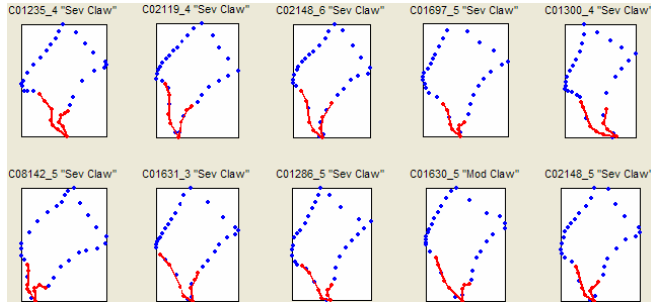 C01235_4 "Sev Claw" C02119_4 "Sev Claw" C02148_6 "Sev Claw" C01697_5 "Sev Claw" C01300_4 "Sev Claw"
C08142_5 "Sev Claw" C01631_3 "Sev Claw" C01286_5 "Sev Claw" C01630_5 "Mod Claw" C02148_5 "Sev Claw"